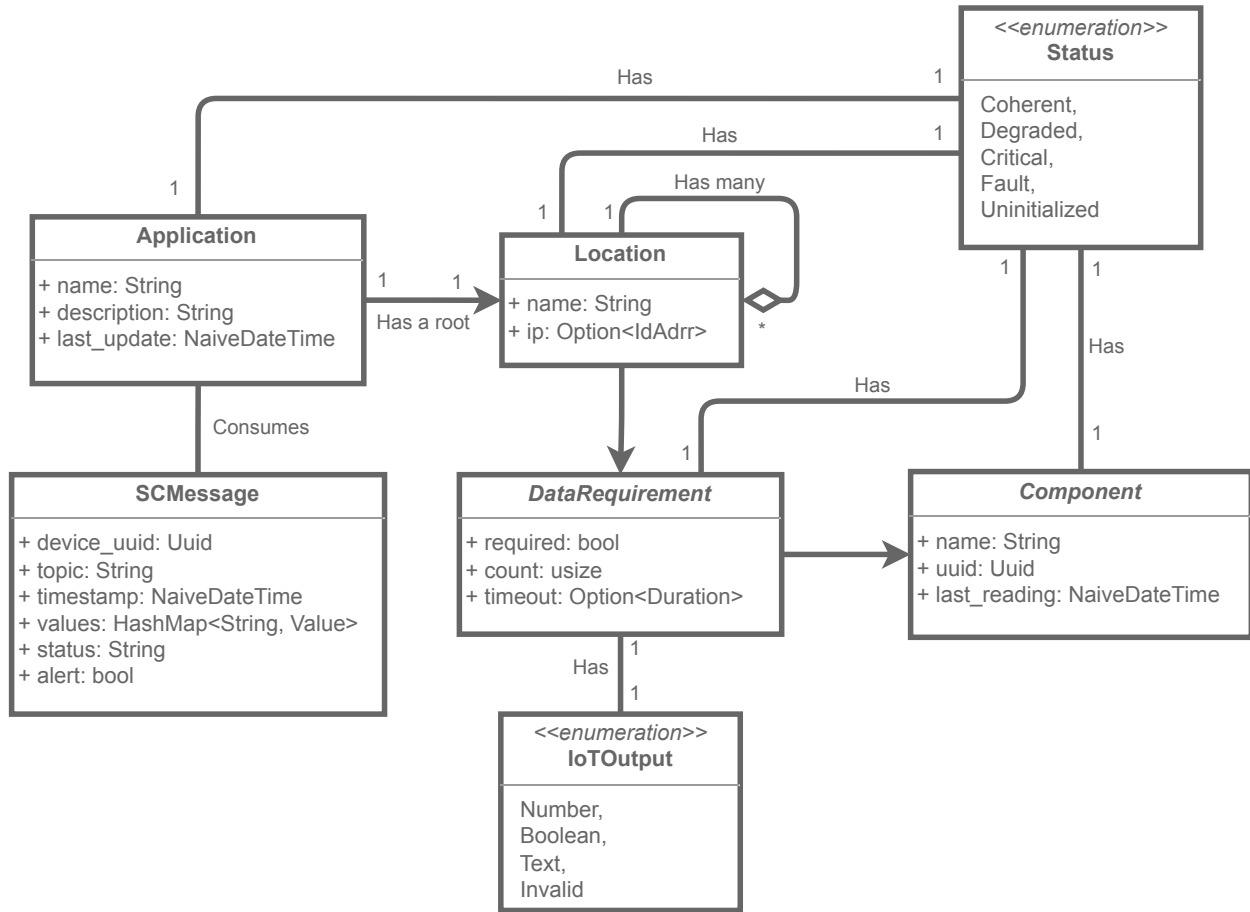 <<enumeration>>
Status
Coherent,
Degraded,
Critical,
Fault,
Uninitialized
Has
1
1
Has
1
1
Has many
1
*
Application
+ name: String
+ description: String
+ last_update: NaiveDateTime
1
1
Has a root
Location
+ name: String
+ ip: Option<IdAdrr>
1
1
Has
1
Has
1
Consumes
SCMessage
+ device_uuid: Uuid
+ topic: String
+ timestamp: NaiveDateTime
+ values: HashMap<String, Value>
+ status: String
+ alert: bool
DataRequirement
+ required: bool
+ count: usize
+ timeout: Option<Duration>
Component
+ name: String
+ uuid: Uuid
+ last_reading: NaiveDateTime
1
Has
1
<<enumeration>>
IoTOutput
Number,
Boolean,
Text,
Invalid